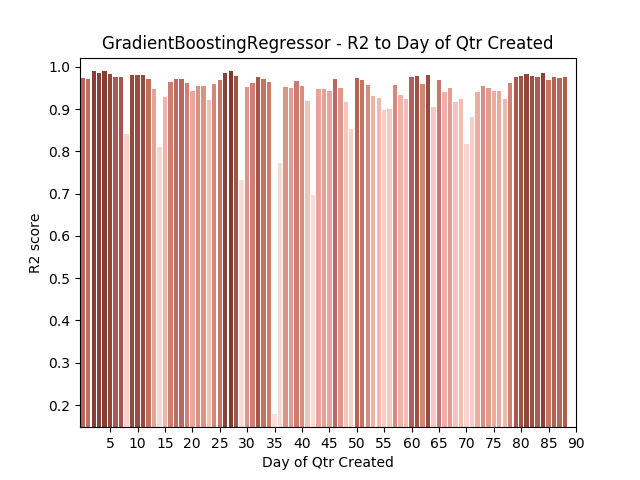 GradientBoostingRegressor - R2 to Day of Qtr Created
1.0
0.9
0.8
0.7
0.6
0.5
0.4
0.3
0.2
R2 score
5 10 15 20 25 30 35 40 45 50 55 60 65 70 75 80 85 90
Day of Qtr Created